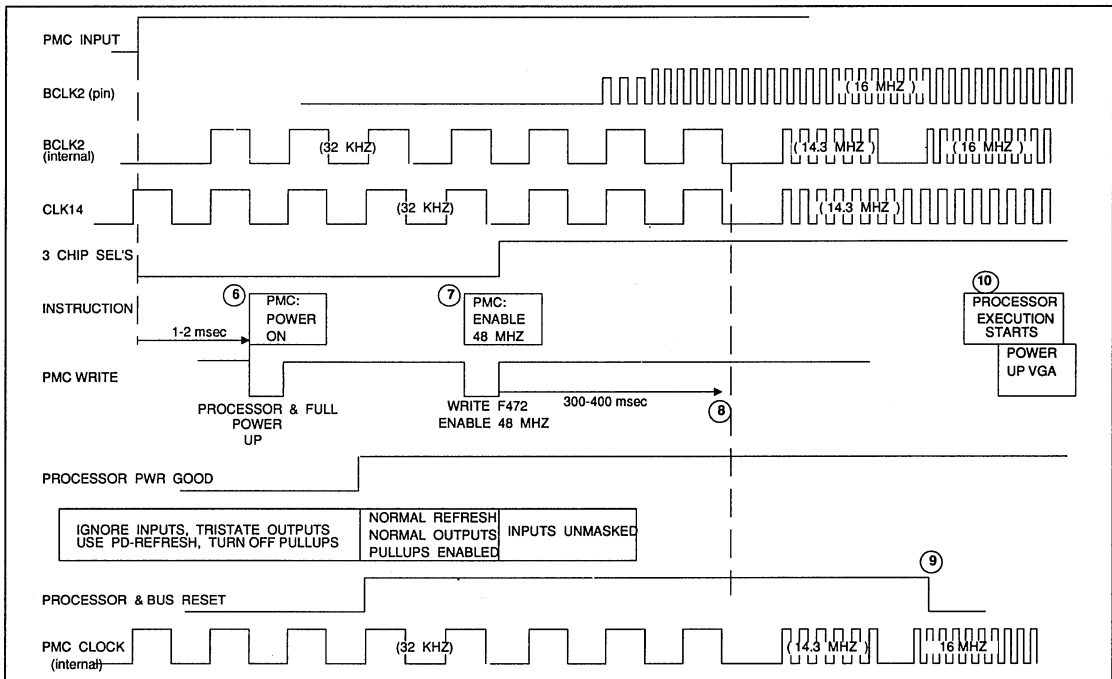 PMC INPUT
BCLK2 (pin)
(16 MHZ)
BCLK2
(internal)
(32 KHZ)
(14.3 MHZ)
(16 MHZ)
CLK14
(32 KHZ)
(14.3 MHZ)
3 CHIP SEL'S
INSTRUCTION
6
PMC:
POWER
ON
7
PMC:
ENABLE
48 MHZ
10
PROCESSOR
EXECUTION
STARTS
1-2 msec
POWER
UP VGA
PMC WRITE
PROCESSOR & FULL
POWER
UP
WRITE F472
ENABLE 48 MHZ
300-400 msec
8
PROCESSOR PWR GOOD
IGNORE INPUTS, TRISTATE OUTPUTS
USE PD-REFRESH, TURN OFF PULLUPS
NORMAL REFRESH
NORMAL OUTPUTS
PULLUPS ENABLED
INPUTS UNMASKED
9
PROCESSOR & BUS RESET
PMC CLOCK
(internal)
(32 KHZ)
(14.3 MHZ)
16 MHZ